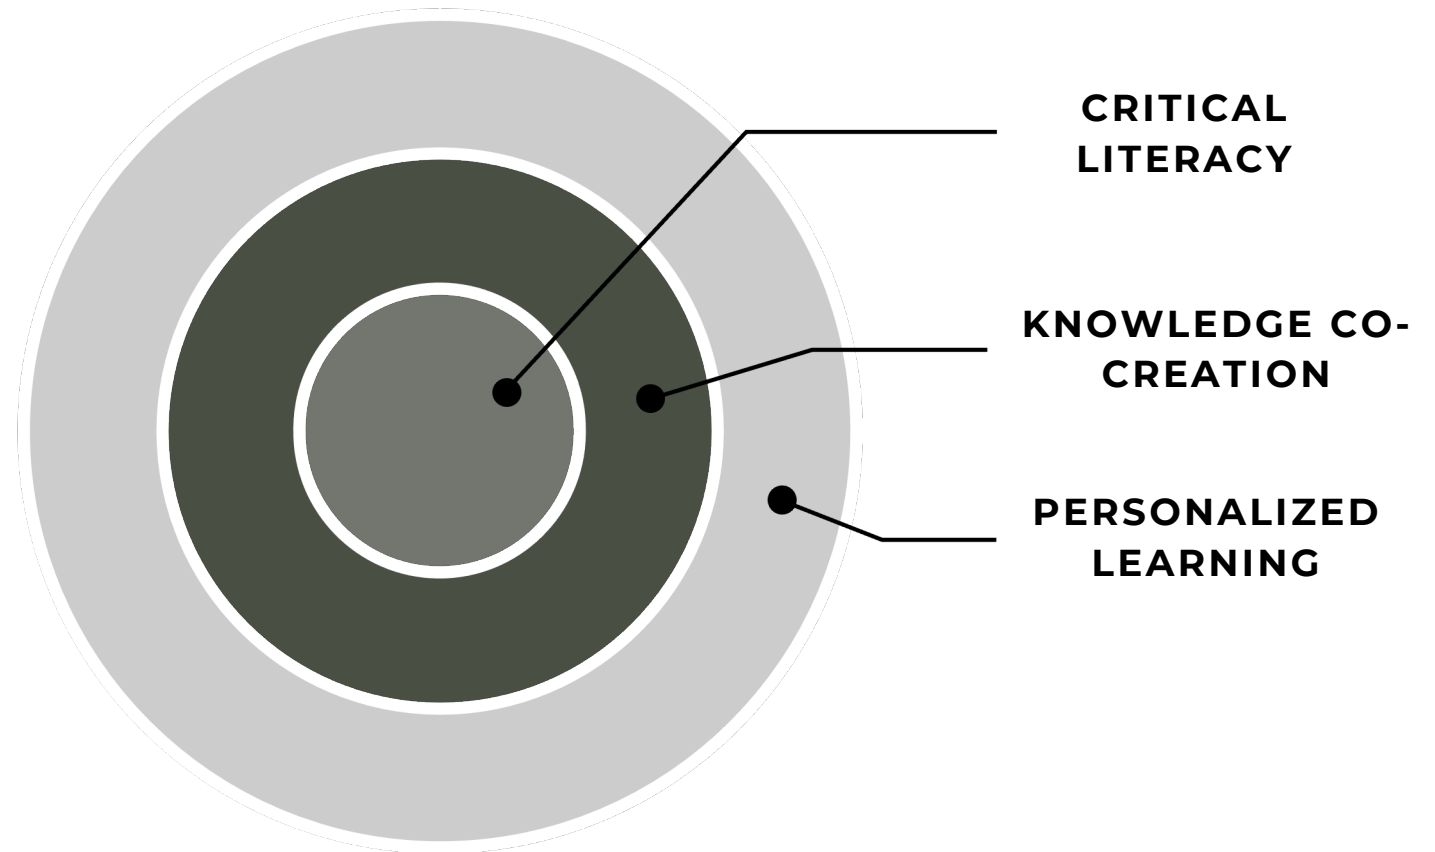 CRITICAL
LITERACY
KNOWLEDGE CO-
CREATION
PERSONALIZED
LEARNING